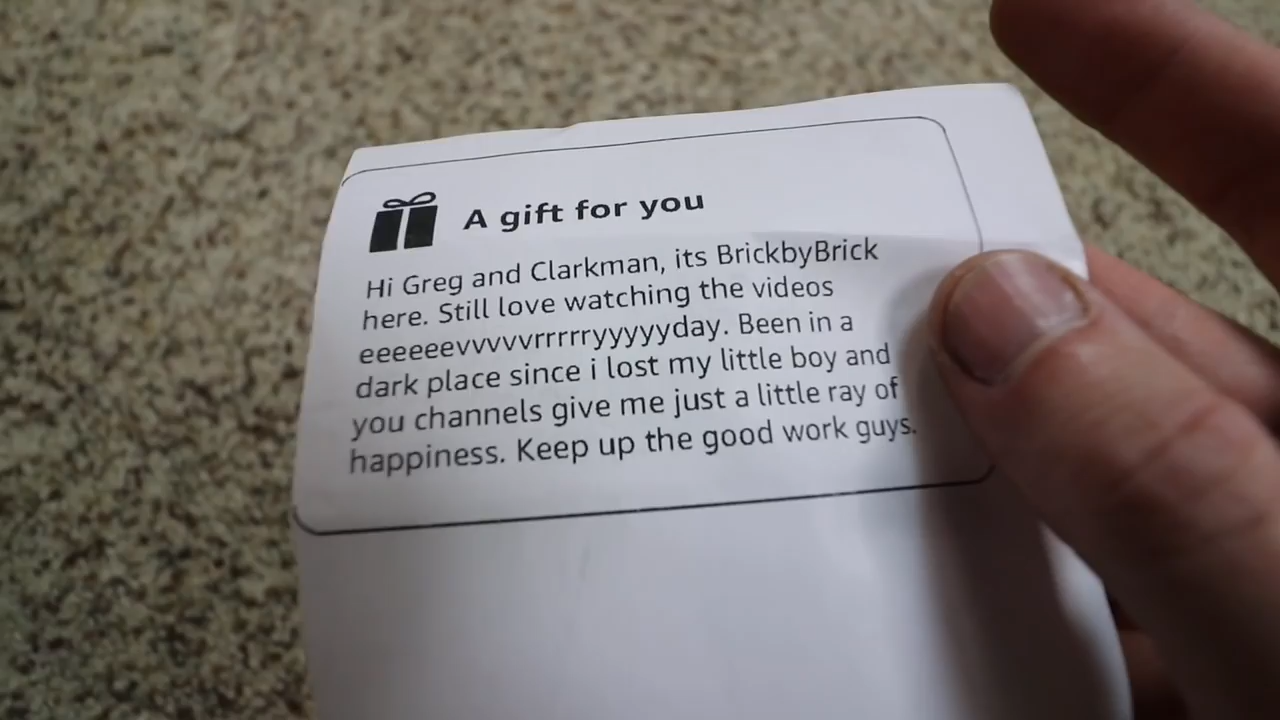 A gift for you
Hi Greg and Clarkman, its BrickbyBrick
here. Still love watching the videos
eeeeeevvvvvrrrrryyyyyday. Been in a
dark place since i lost my little boy and
you channels give me just a little ray of
happiness. Keep up the good work guys.